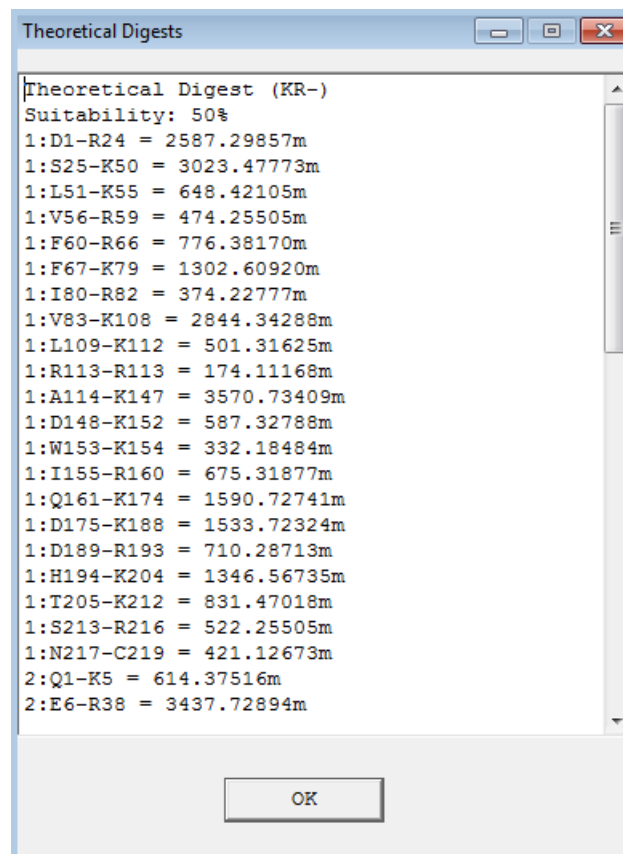 Theoretical Digests
Theoretical Digest (KR-)
Suitability: 50%
1:D1-R24 = 2587.29857m
1:S25-K50 = 3023.47773m
1:L51-K55 = 648.42105m
1:V56-R59 = 474.25505m
1:F60-R66 = 776.38170m
1:F67-K79 = 1302.60920m
1:I80-R82 = 374.22777m
1:V83-K108 = 2844.34288m
1:L109-K112 = 501.31625m
1:R113-R113 = 174.11168m
1:A114-K147 = 3570.73409m
1:D148-K152 = 587.32788m
1:W153-K154 = 332.18484m
1:I155-R160 = 675.31877m
1:Q161-K174 = 1590.72741m
1:D175-K188 = 1533.72324m
1:D189-R193 = 710.28713m
1:H194-K204 = 1346.56735m
1:T205-K212 = 831.47018m
1:S213-R216 = 522.25505m
1:N217-C219 = 421.12673m
2:Q1-K5 = 614.37516m
2:E6-R38 = 3437.72894m
OK